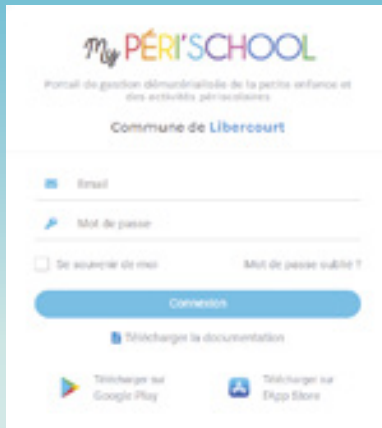 My PÉRI'SCHOOL
Portail de gestion dématérialisée de la petite enfance et
des activités périscolaires
Commune de Libercourt
Email
Mot de passe
Se souvenir de moi
Mot de passe oublié ?
Connexion
Télécharger la documentation
Télécharger sur
Google Play
Télécharger sur
l'App Store